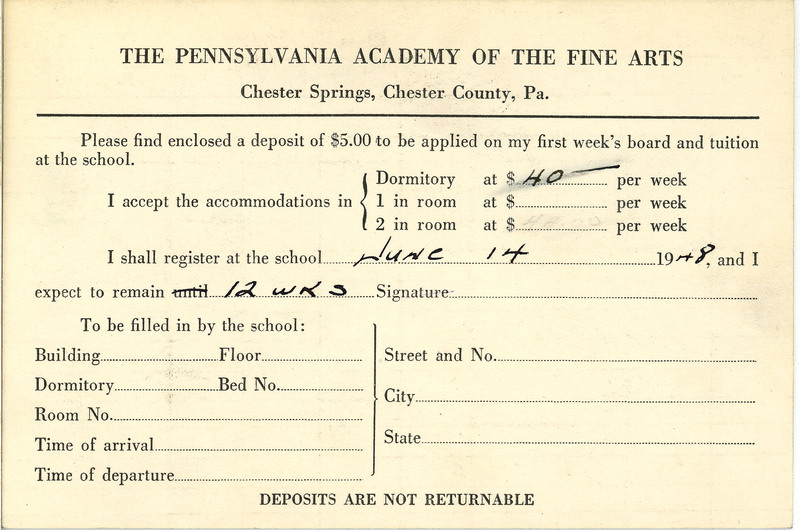 THE PENNSYLVANIA ACADEMY OF THE FINE ARTS
Chester Springs, Chester County, Pa.
Please find enclosed a deposit of $5.00 to be applied on my first week's board and tuition
at the school.
I accept the accommodations in { Dormitory at $ 40 — per week
1 in room at $ per week
2 in room at $ per week
I shall register at the school June 14 1948, and I
expect to remain until 12 wks Signature
To be filled in by the school:
Building Floor
Dormitory Bed No.
Room No.
Time of arrival
Time of departure
Street and No.
City
State
DEPOSITS ARE NOT RETURNABLE